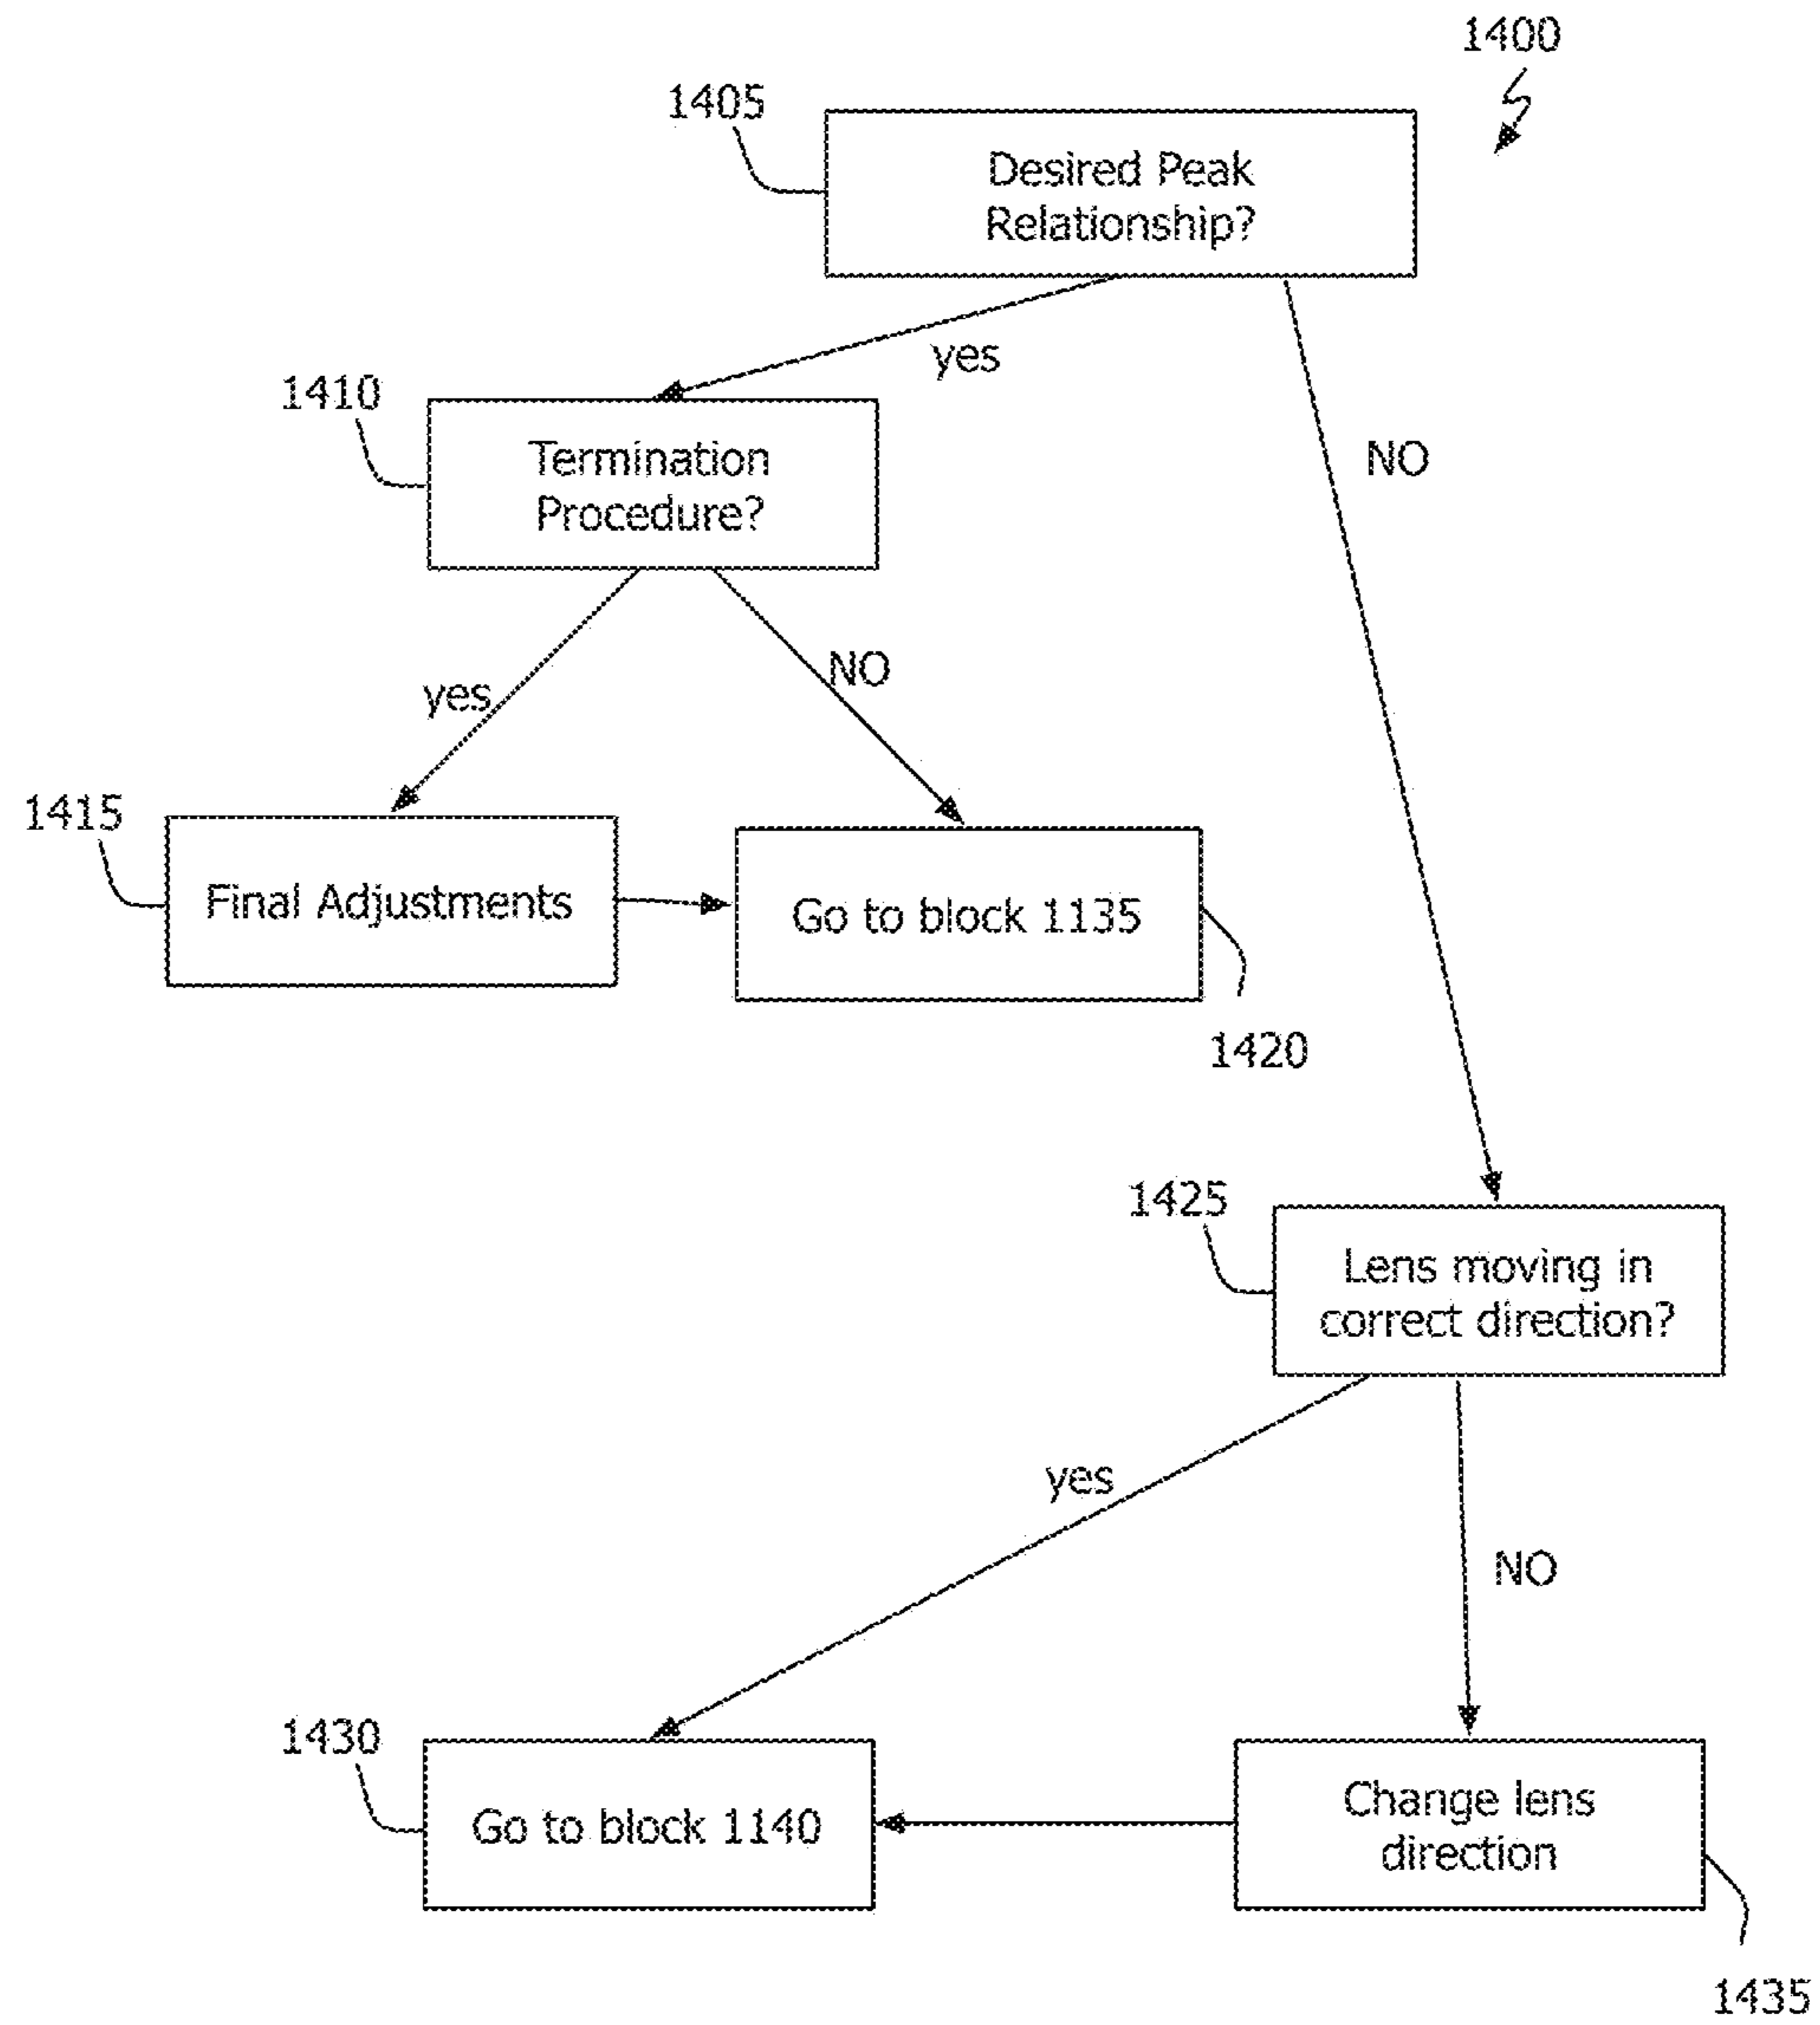 1400
1405
Desired Peak
Relationship?
yes
NO
1410
Termination
Procedure?
yes
NO
1415
Final Adjustments
Go to block 1135
1420
1425
Lens moving in
correct direction?
yes
NO
1430
Go to block 1140
Change lens
direction
1435